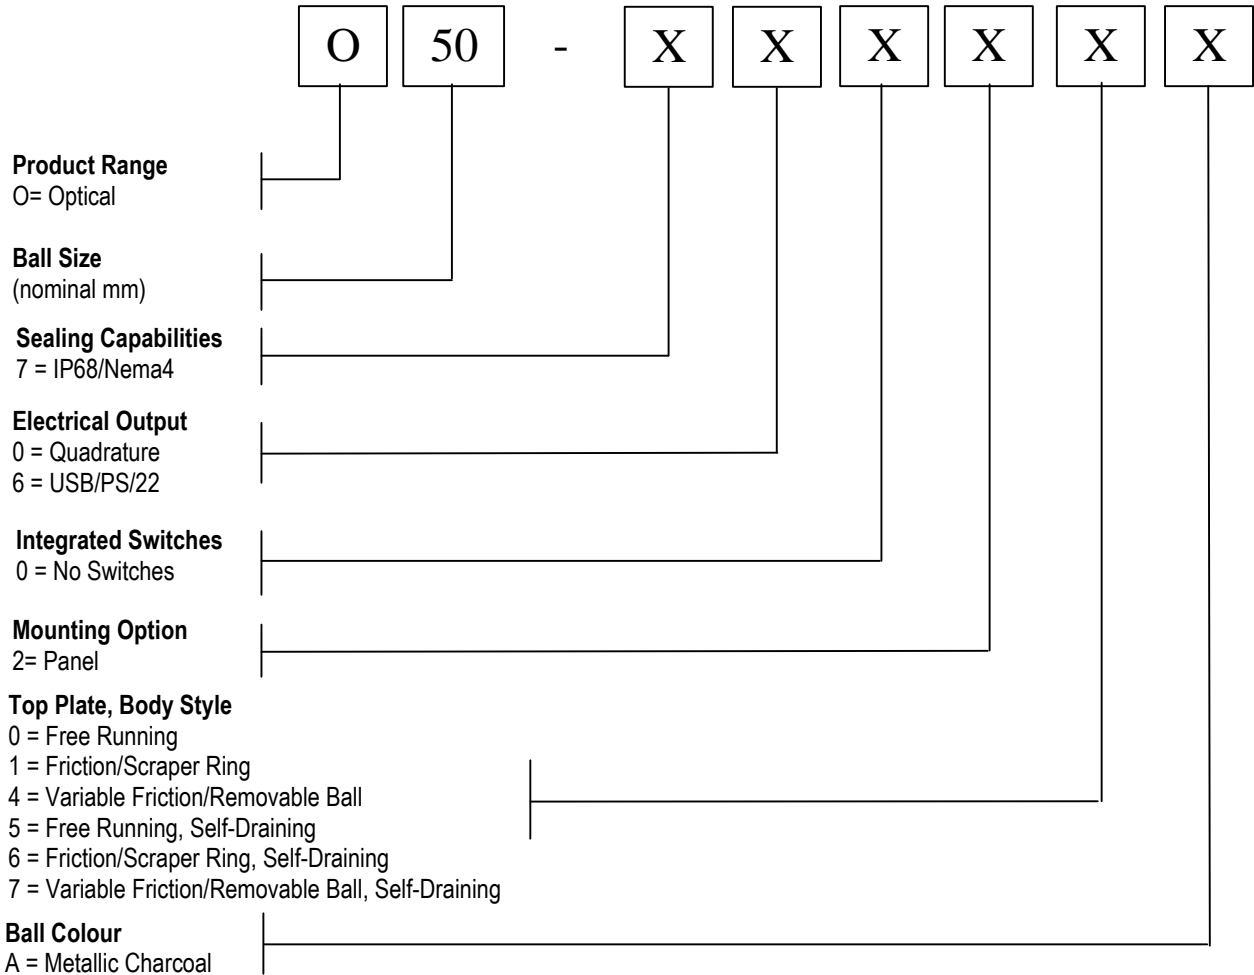 O 50 - X X X X X X
Product Range
O= Optical
Ball Size
(nominal mm)
Sealing Capabilities
7 = IP68/Nema4
Electrical Output
0 = Quadrature
6 = USB/PS/22
Integrated Switches
0 = No Switches
Mounting Option
2= Panel
Top Plate, Body Style
0 = Free Running
1 = Friction/Scraper Ring
4 = Variable Friction/Removable Ball
5 = Free Running, Self-Draining
6 = Friction/Scraper Ring, Self-Draining
7 = Variable Friction/Removable Ball, Self-Draining
Ball Colour
A = Metallic Charcoal